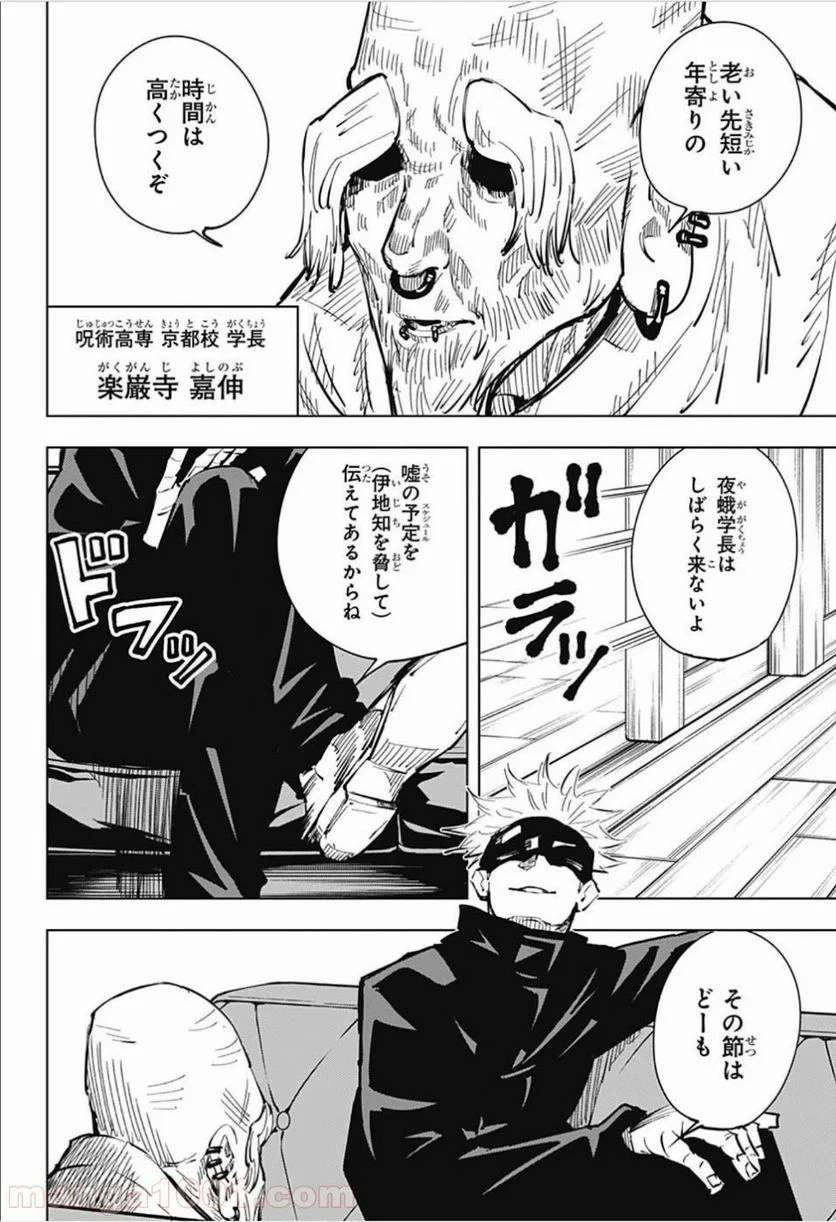 老い先短い
年寄りの
時間は
高くつくぞ
呪術高専 京都校 学長
楽巌寺 嘉伸
夜蛾学長は
しばらく来ないよ
ガラッ
嘘の予定を
(伊地知を脅して)
伝えてあるからね
ドカッ
その節は
どーも